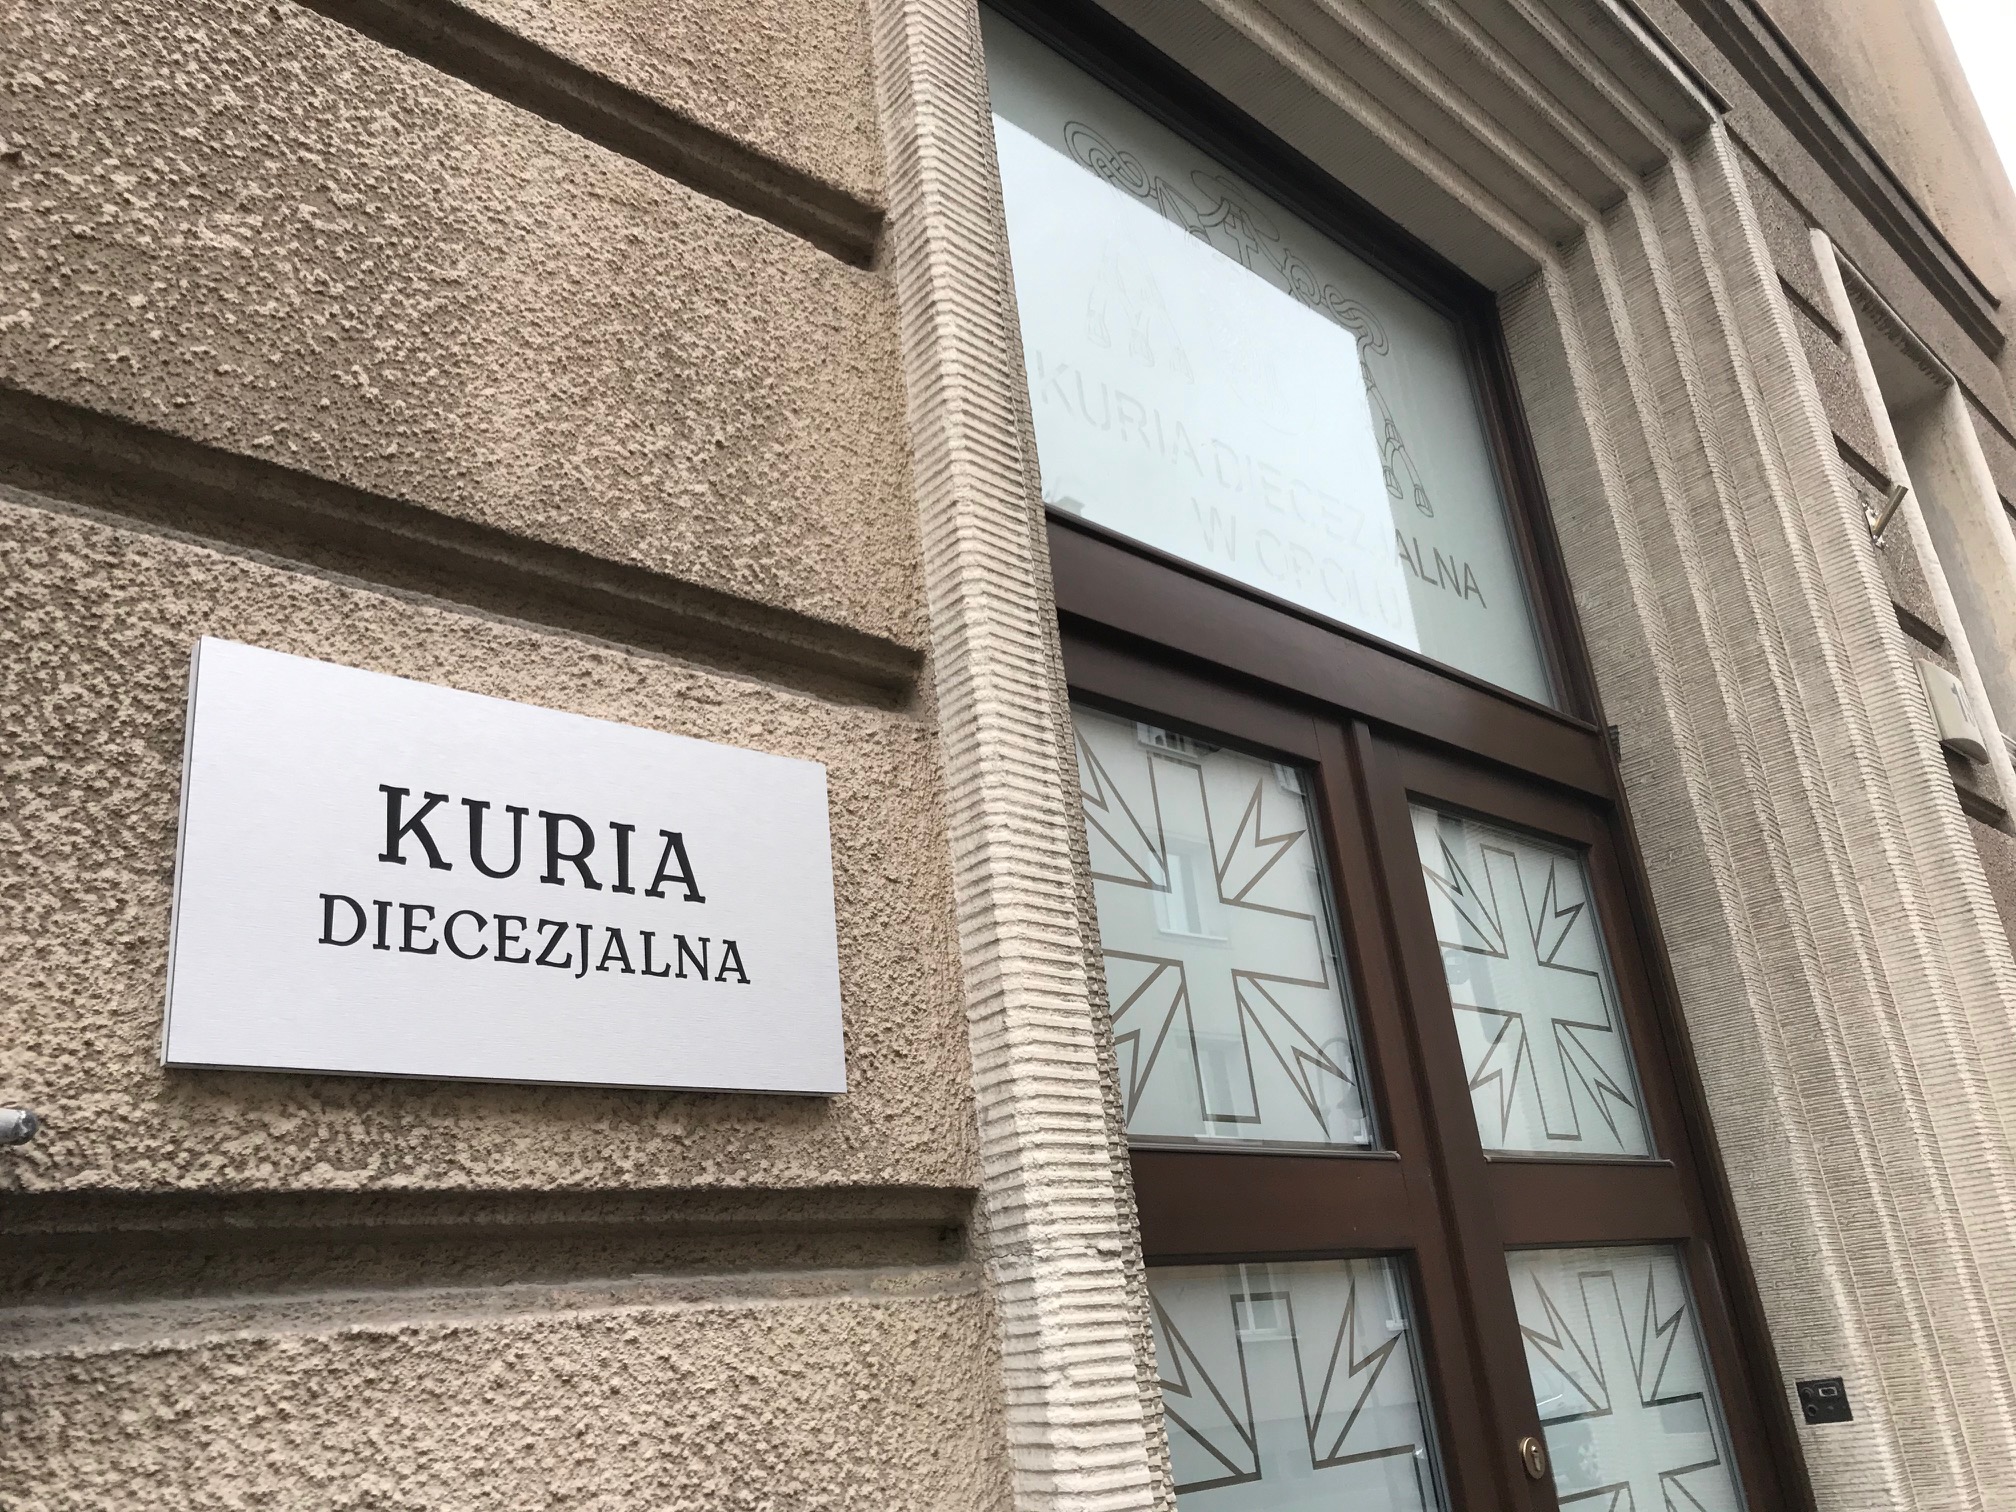 KURIA
DIECEZJALNA
KURIA DIECEZJALNA
W OPOLU